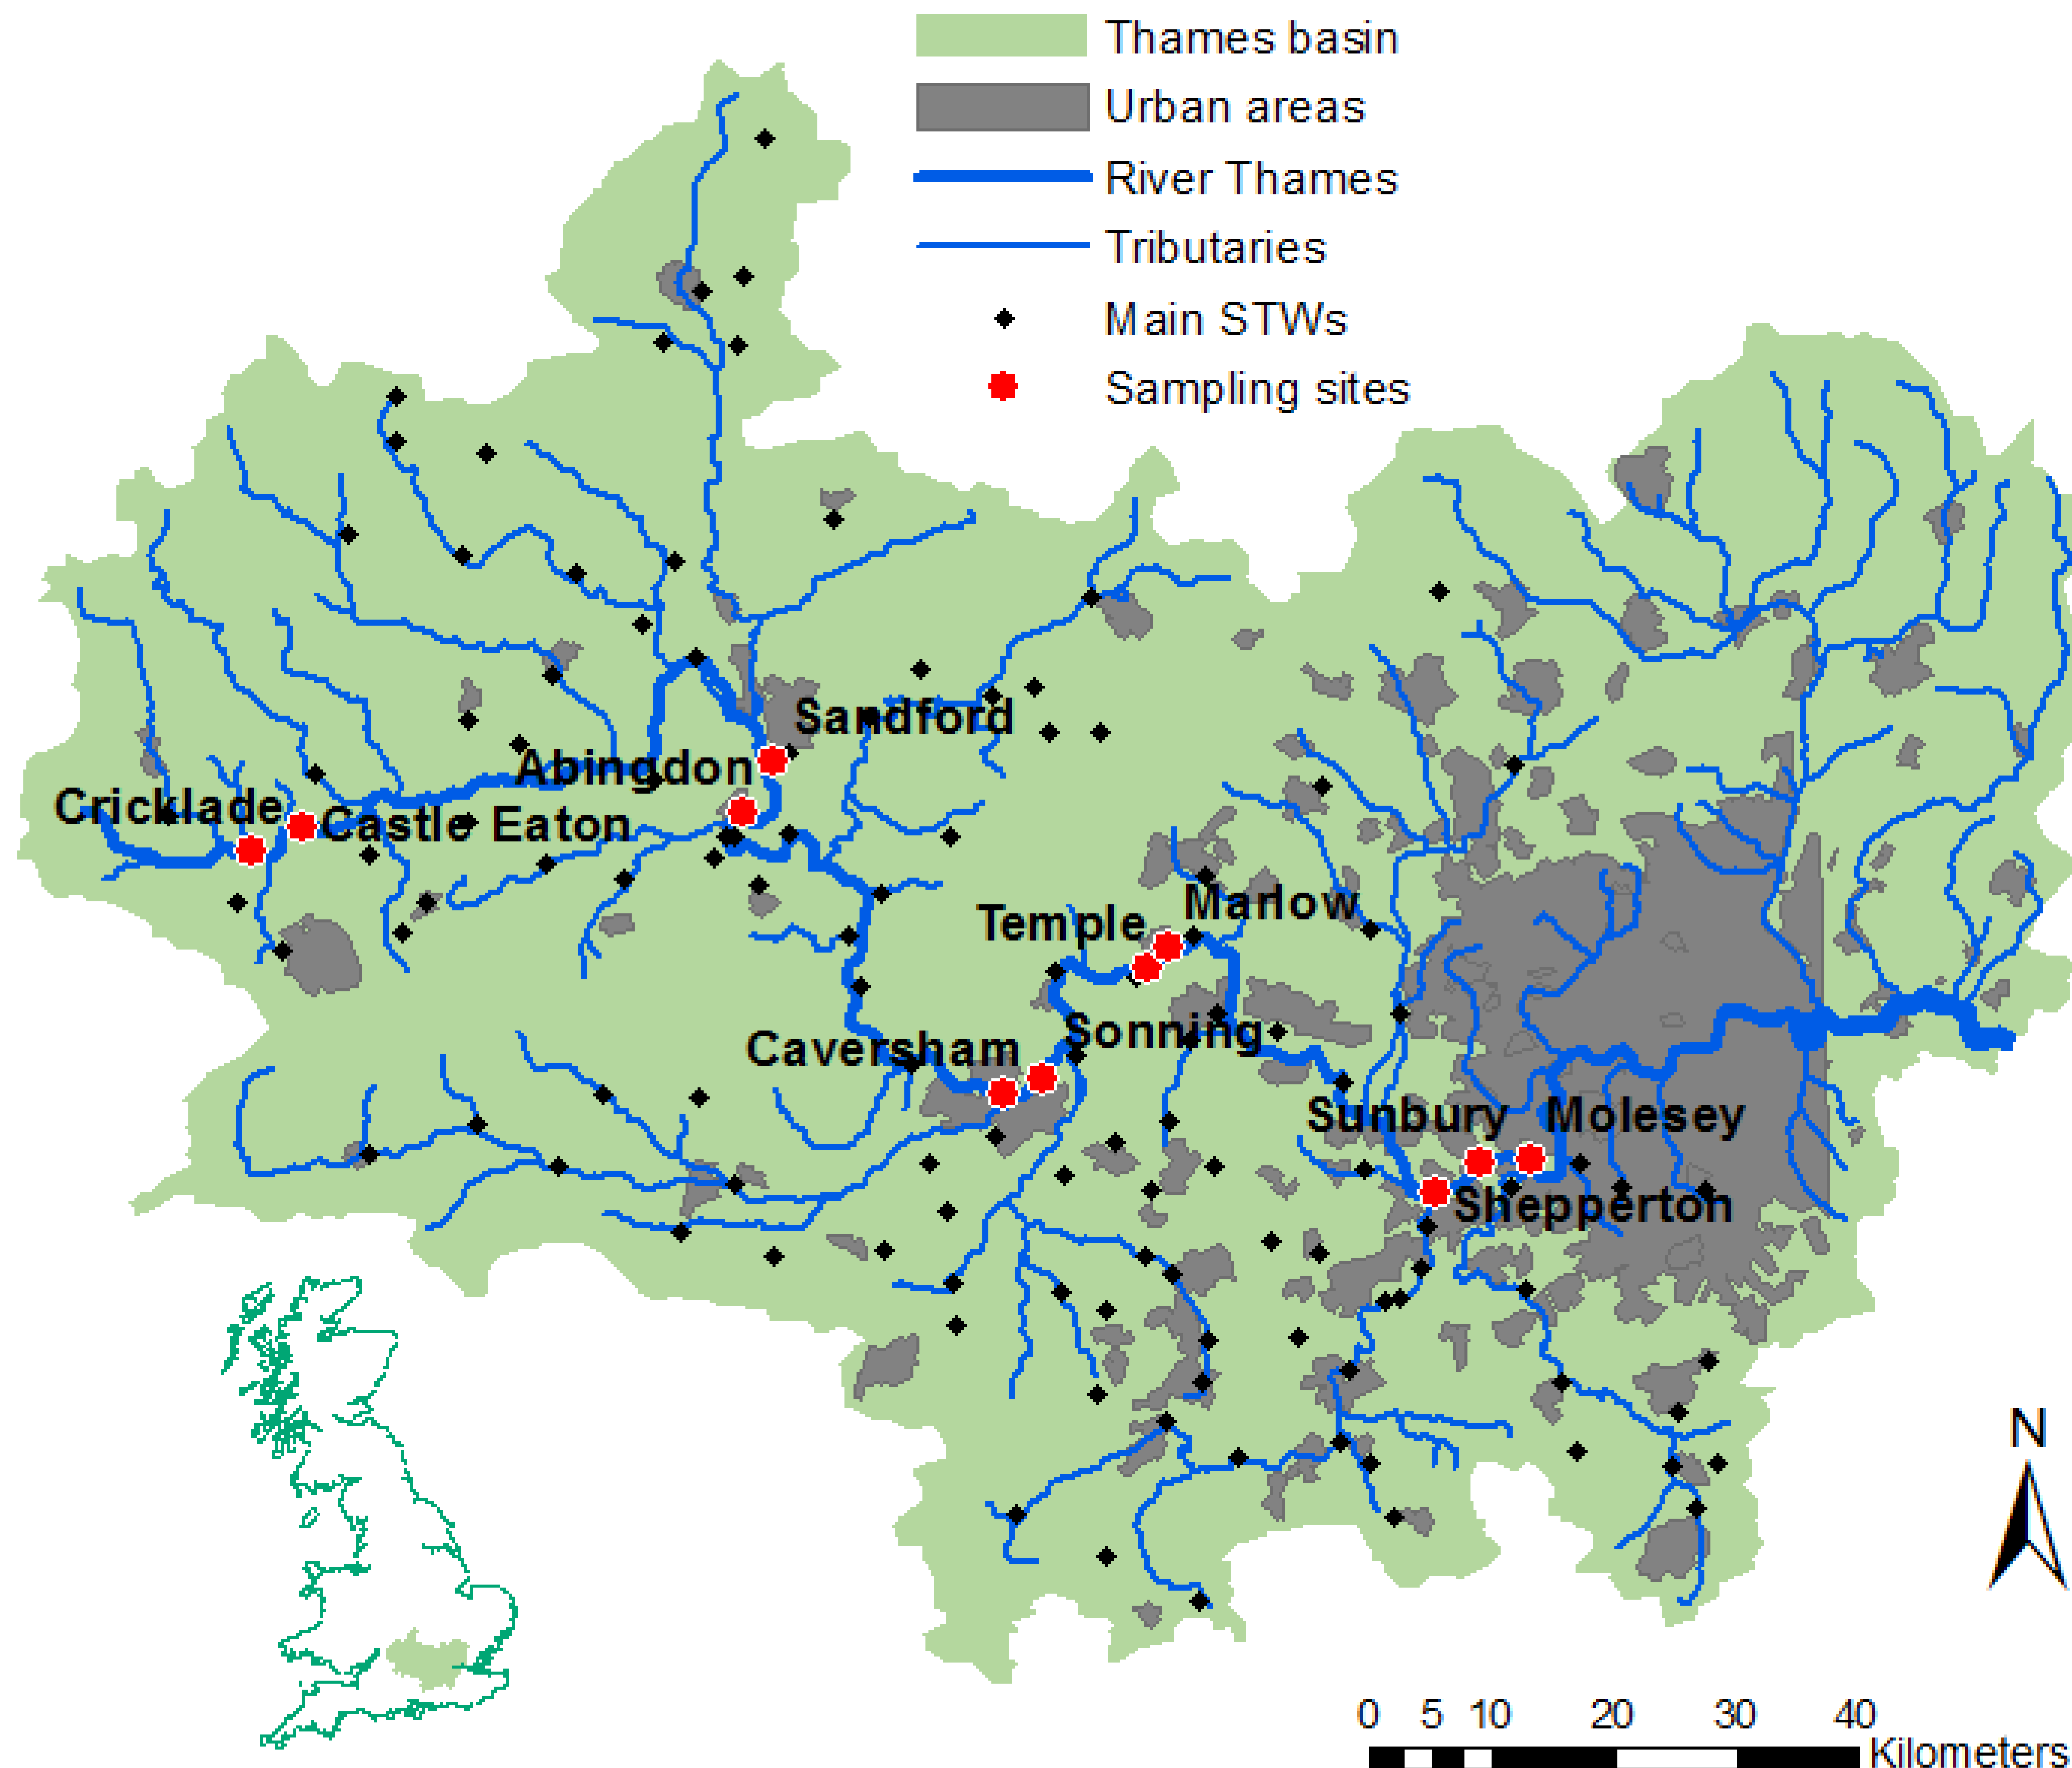 Thames basin
Urban areas
River Thames
Tributaries
Main STWs
Sampling sites
Sandford
Abingdon
Cricklade
Castle Eaton
Marlow
Temple
Sonning
Caversham
Sunbury
Molesey
Shepperton
N
0 5 10 20 30 40
Kilometers